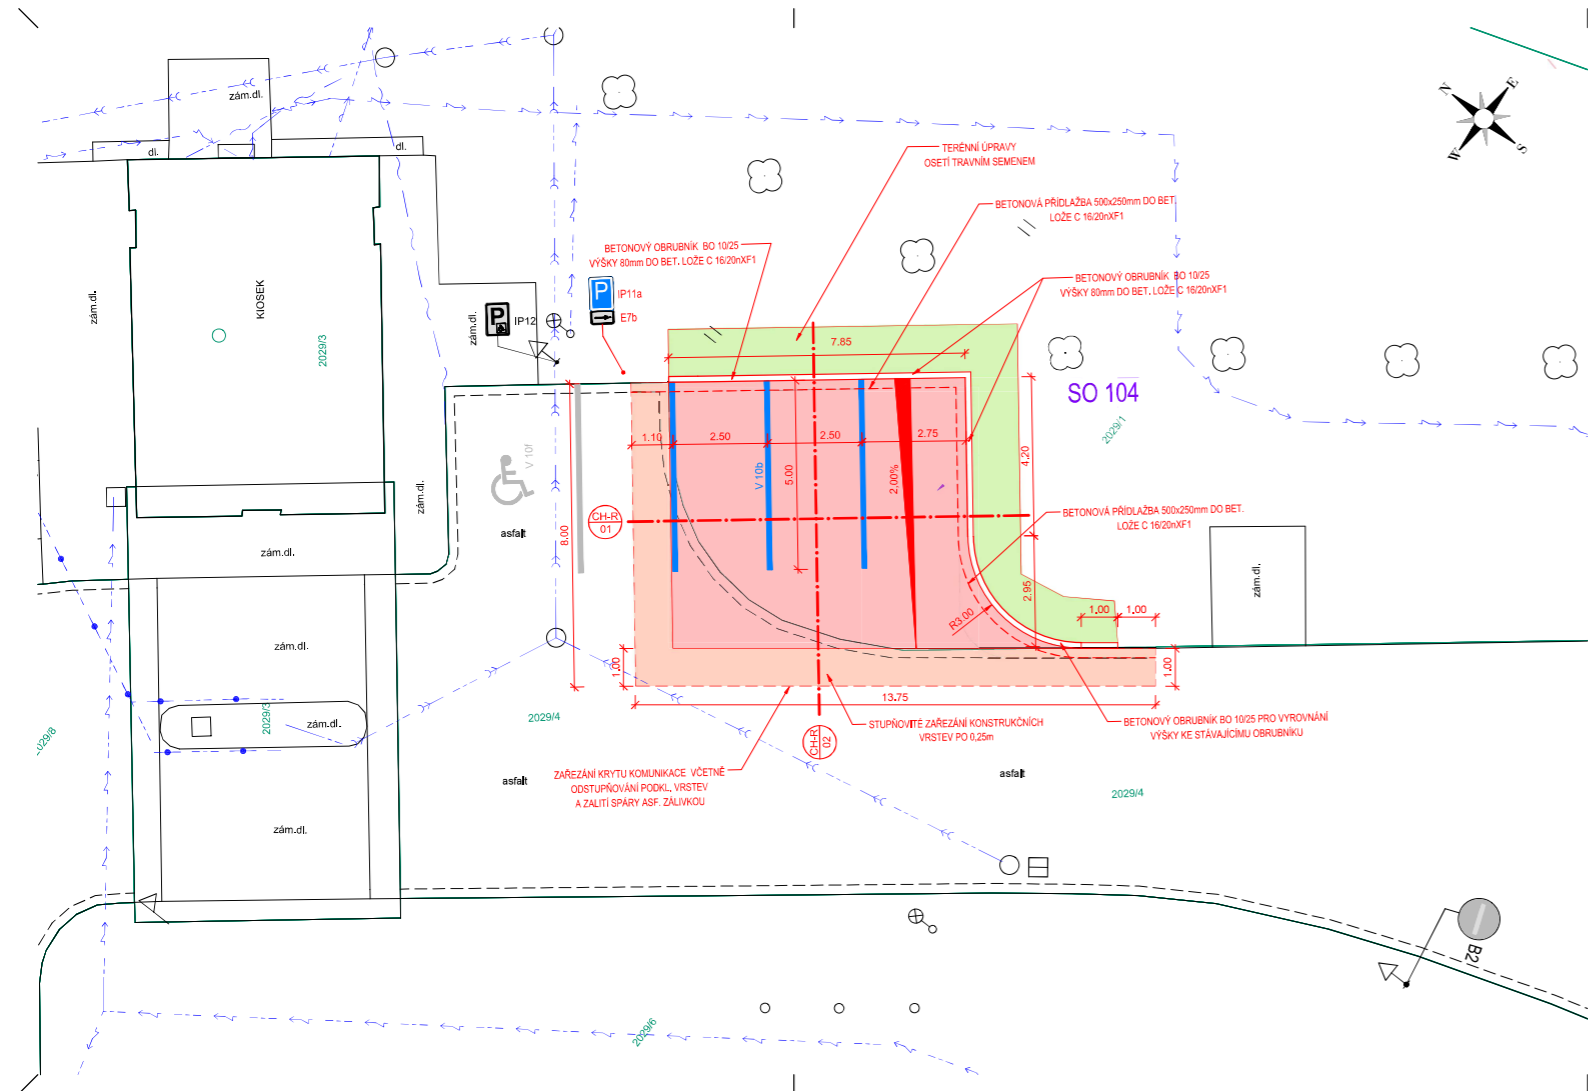 zám.dl.
dl.
dl.
N
E
W
S
TERÉNNÍ ÚPRAVY
OSETÍ TRAVNÍM SEMENEM
BETONOVÁ PŘÍDLAŽBA 500x250mm DO BET.
LOŽE C 16/20nXF1
BETONOVÝ OBRUBNÍK BO 10/25
VÝŠKY 80mm DO BET. LOŽE C 16/20nXF1
BETONOVÝ OBRUBNÍK BO 10/25
VÝŠKY 80mm DO BET. LOŽE C 16/20nXF1
zám.dl.
KIOSEK
2029/3
zám.dl.
P
IP12
P
IP11a
E7b
7.85
SO 104
2029/1
1.10
2.50
2.50
2.75
4.20
V 10f
V 10b
5.00
2,00%
zám.dl.
8.00
asfalt
CH-R
01
BETONOVÁ PŘÍDLAŽBA 500x250mm DO BET.
LOŽE C 16/20nXF1
zám.dl.
zám.dl.
2.95
R3.00
1.00
1.00
zám.dl.
1.00
1.00
13.75
2029/3
zám.dl.
2029/4
STUPŇOVITÉ ZAŘEZÁNÍ KONSTRUKČNÍCH
VRSTEV PO 0,25m
BETONOVÝ OBRUBNÍK BO 10/25 PRO VYROVNÁNÍ
VÝŠKY KE STÁVAJÍCÍMU OBRUBNÍKU
CH-R
02
2029/8
ZAŘEZÁNÍ KRYTU KOMUNIKACE VČETNĚ
ODSTUPŇOVÁNÍ PODKL. VRSTEV
A ZALITÍ SPÁRY ASF. ZÁLIVKOU
asfalt
asfalt
2029/4
zám.dl.
B2
2029/6